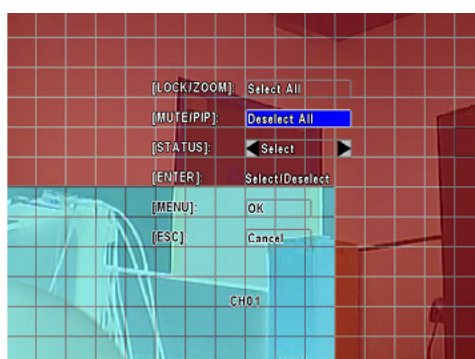 [LOCK/ZOOM]: Select All
[MUTE/PIP]: Deselect All
[STATUS]: Select
[ENTER]: Select/Deselect
[MENU]: OK
[ESC] Cancel
CH01